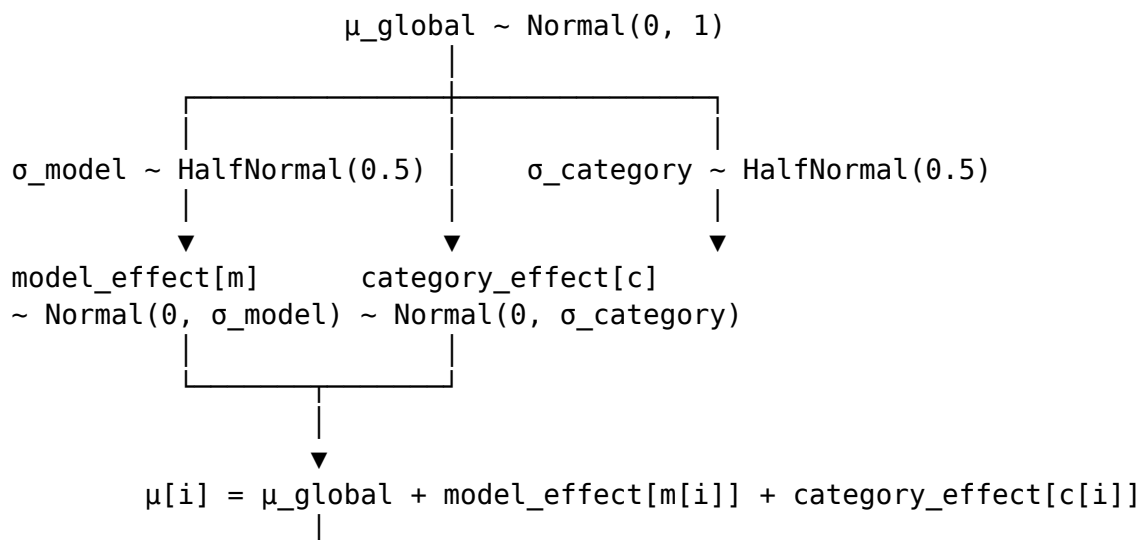 μ_global ~ Normal(0, 1)
σ_model ~ HalfNormal(0.5) σ_category ~ HalfNormal(0.5)
model_effect[m] category_effect[c]
~ Normal(0, σ_model) ~ Normal(0, σ_category)
μ[i] = μ_global + model_effect[m[i]] + category_effect[c[i]]